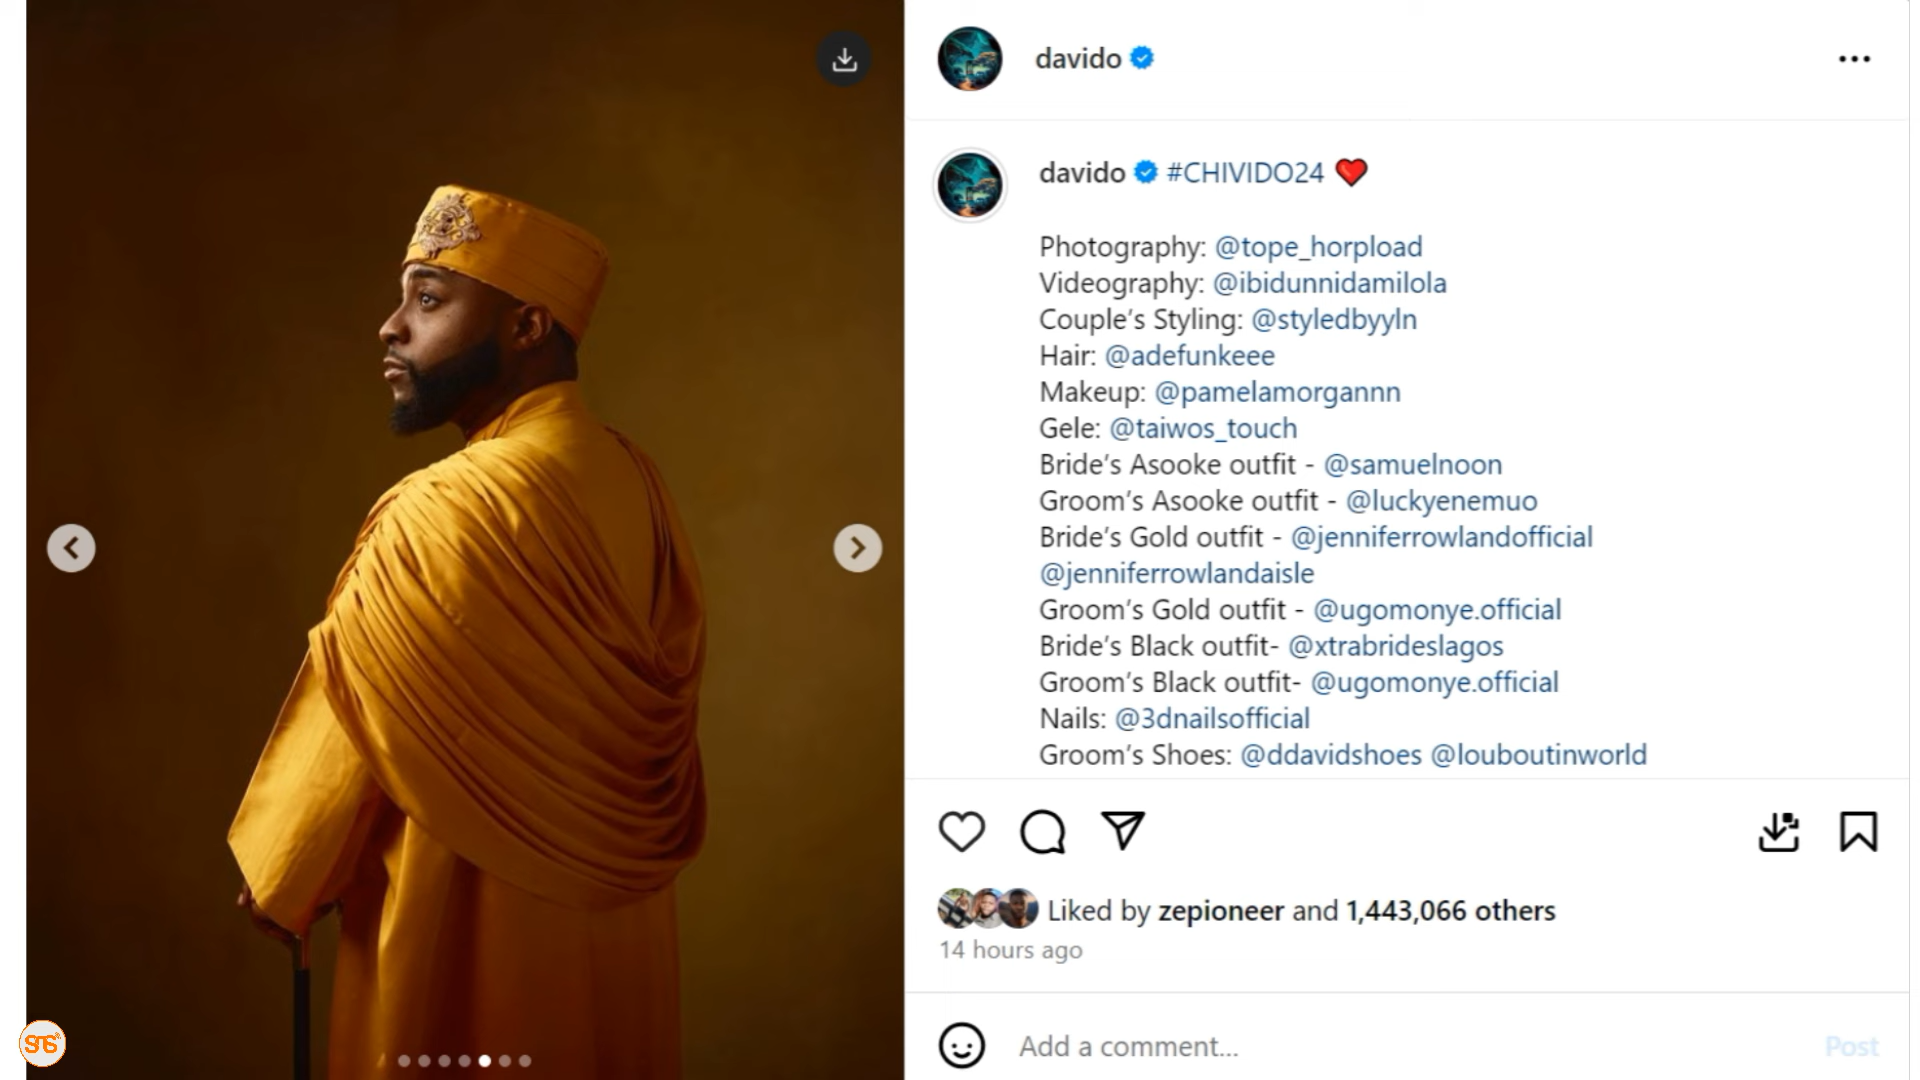 davido
davido #CHIVIDO24 ❤️
Photography: @tope_horpload
Videography: @ibidunnidamilola
Couple’s Styling: @styledbyyln
Hair: @adefunkeee
Makeup: @pamelamorgannn
Gele: @taiwos_touch
Bride’s Asooke outfit - @samuelnoon
Groom’s Asooke outfit - @luckyenemuo
Bride’s Gold outfit - @jenniferrowlandofficial
@jenniferrowlandaisle
Groom’s Gold outfit - @ugomonye.official
Bride’s Black outfit- @xtrabrideslagos
Groom’s Black outfit- @ugomonye.official
Nails: @3dnailsofficial
Groom’s Shoes: @ddavidshoes @louboutinworld
Liked by zepioneer and 1,443,066 others
14 hours ago
Add a comment...
Post